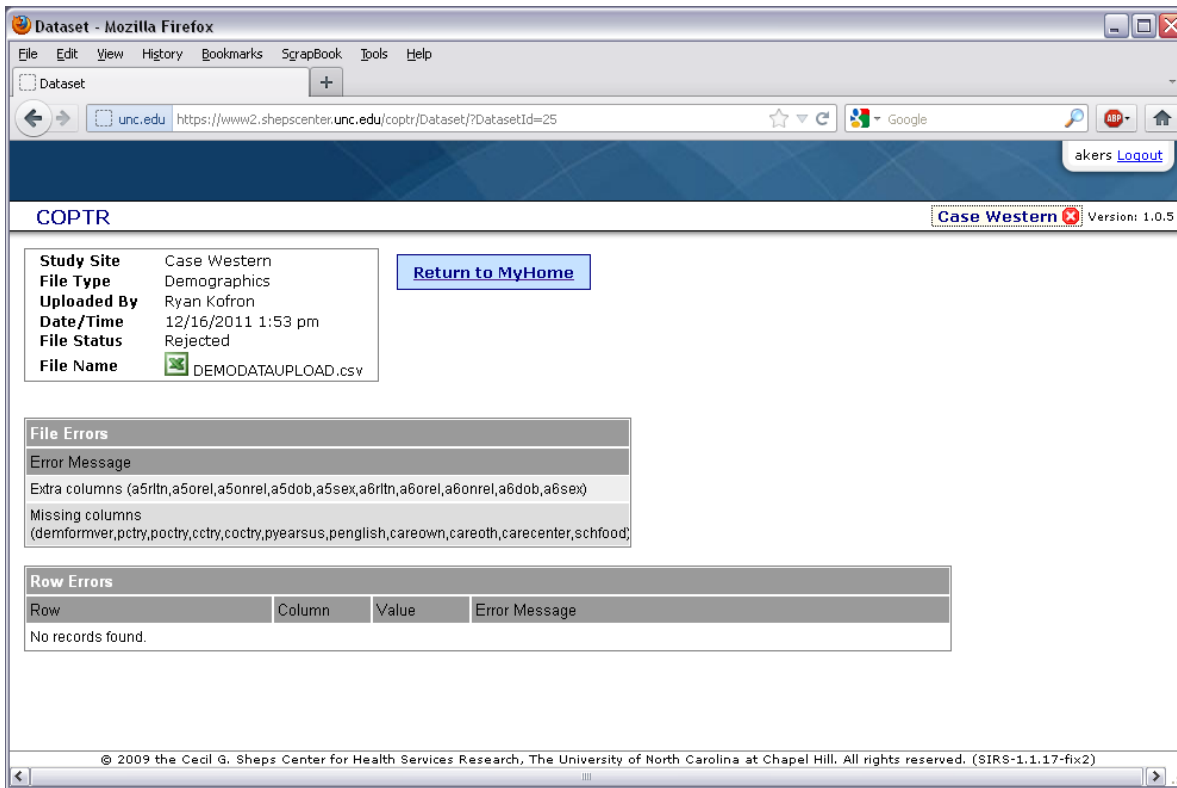 Dataset - Mozilla Firefox
File Edit View History Bookmarks ScrapBook Tools Help
Dataset +
unc.edu https://www2.shepscenter.unc.edu/coptr/Dataset/?DatasetId=25 Google ABP
akers Logout
COPTR Case Western Version: 1.0.5
Study Site Case Western
File Type Demographics
Uploaded By Ryan Kofron
Date/Time 12/16/2011 1:53 pm
File Status Rejected
File Name DEMODATAUPLOAD.csv
Return to MyHome
File Errors
Error Message
Extra columns (a5rltn,a5orel,a5onrel,a5dob,a5sex,a6rltn,a6orel,a6onrel,a6dob,a6sex)
Missing columns
(demformver,pctry,poctry,cctry,coctry,pyearsus,penglish,careown,careoth,carecenter,schfood)
Row Errors
Row Column Value Error Message
No records found.
© 2009 the Cecil G. Sheps Center for Health Services Research, The University of North Carolina at Chapel Hill. All rights reserved. (SIRS-1.1.17-fix2)